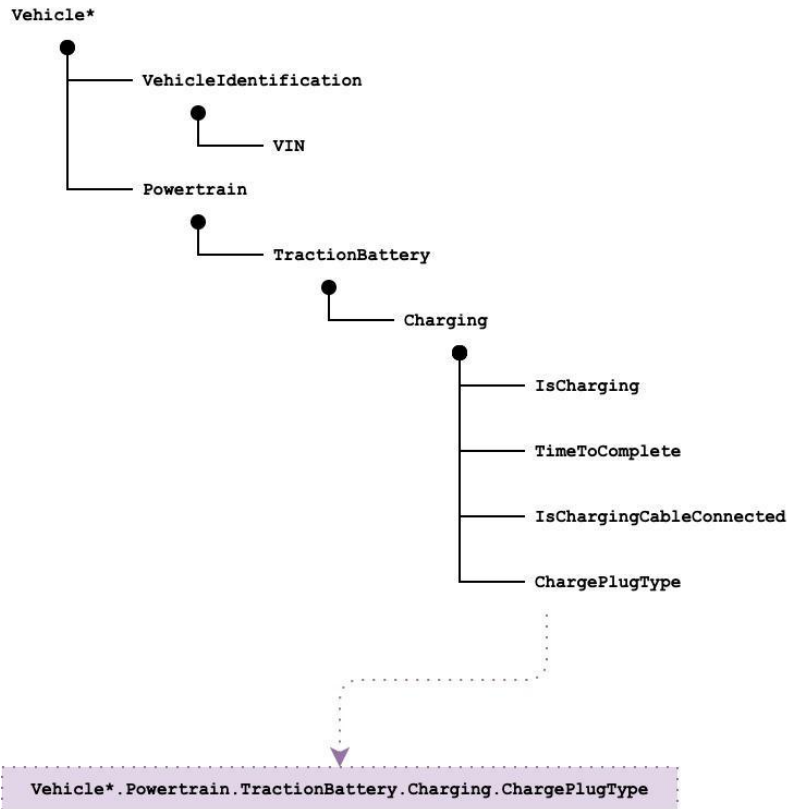 Vehicle*
VehicleIdentification
VIN
Powertrain
TractionBattery
Charging
IsCharging
TimeToComplete
IsChargingCableConnected
ChargePlugType
Vehicle*.Powertrain.TractionBattery.Charging.ChargePlugType